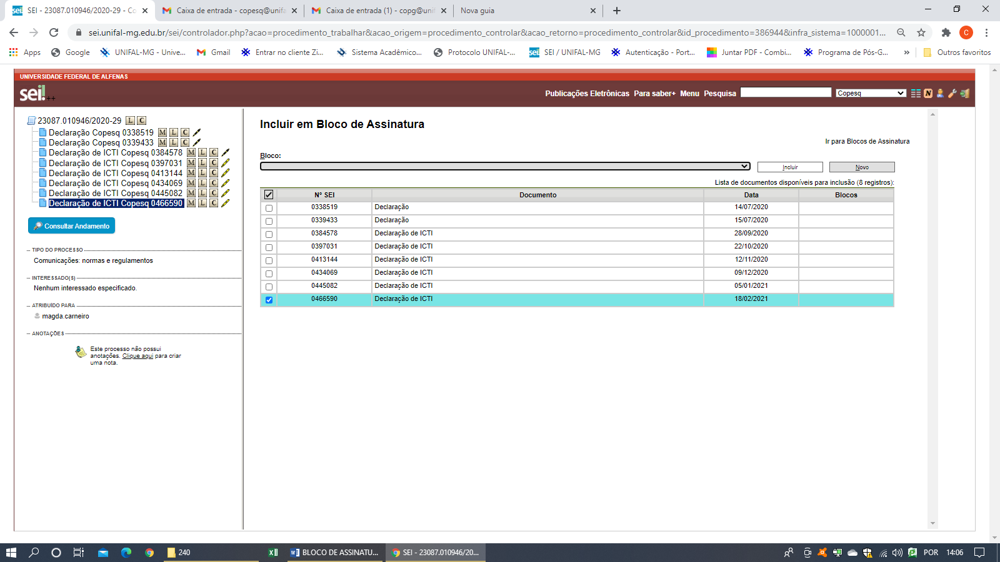 SEI - 23087.010946/2020-29 - Co
Caixa de entrada - copesq@unifa
Caixa de entrada (1) - copg@unif
Nova guia
sei.unifal-mg.edu.br/sei/controlador.php?acao=procedimento_trabalhar&acao_origem=procedimento_controlar&acao_retorno=procedimento_controlar&id_procedimento=386944&infra_sistema=1000001...
C
Apps
Google
UNIFAL-MG - Unive...
Gmail
Entrar no cliente Zi...
Sistema Acadêmico...
Protocolo UNIFAL-...
SEI / UNIFAL-MG
Autenticação - Port...
Juntar PDF - Combi...
Programa de Pós-G...
»
Outros favoritos
UNIVERSIDADE FEDERAL DE ALFENAS
sei! ++
Publicações Eletrônicas Para saber+ Menu Pesquisa
Copesq
N
23087.010946/2020-29 L C
Declaração Copesq 0338519 M L C
Declaração Copesq 0339433 M L C
Declaração de ICTI Copesq 0384578 M L C
Declaração de ICTI Copesq 0397031 M L C
Declaração de ICTI Copesq 0413144 M L C
Declaração de ICTI Copesq 0434069 M L C
Declaração de ICTI Copesq 0445082 M L C
Declaração de ICTI Copesq 0466590 M L C
Consultar Andamento
TIPO DO PROCESSO
Comunicações: normas e regulamentos
INTERESSADO(S)
Nenhum interessado especificado.
ATRIBUÍDO PARA
magda.carneiro
ANOTAÇÕES
Este processo não possui
anotações. Clique aqui para criar
uma nota.
Incluir em Bloco de Assinatura
Ir para Blocos de Assinatura
Bloco:
Incluir
Novo
Lista de documentos disponíveis para inclusão (8 registros):
Nº SEI Documento Data Blocos
0338519 Declaração 14/07/2020
0339433 Declaração 15/07/2020
0384578 Declaração de ICTI 28/09/2020
0397031 Declaração de ICTI 22/10/2020
0413144 Declaração de ICTI 12/11/2020
0434069 Declaração de ICTI 09/12/2020
0445082 Declaração de ICTI 05/01/2021
0466590 Declaração de ICTI 18/02/2021
240
BLOCO DE ASSINATU...
SEI - 23087.010946/20...
POR
14:06